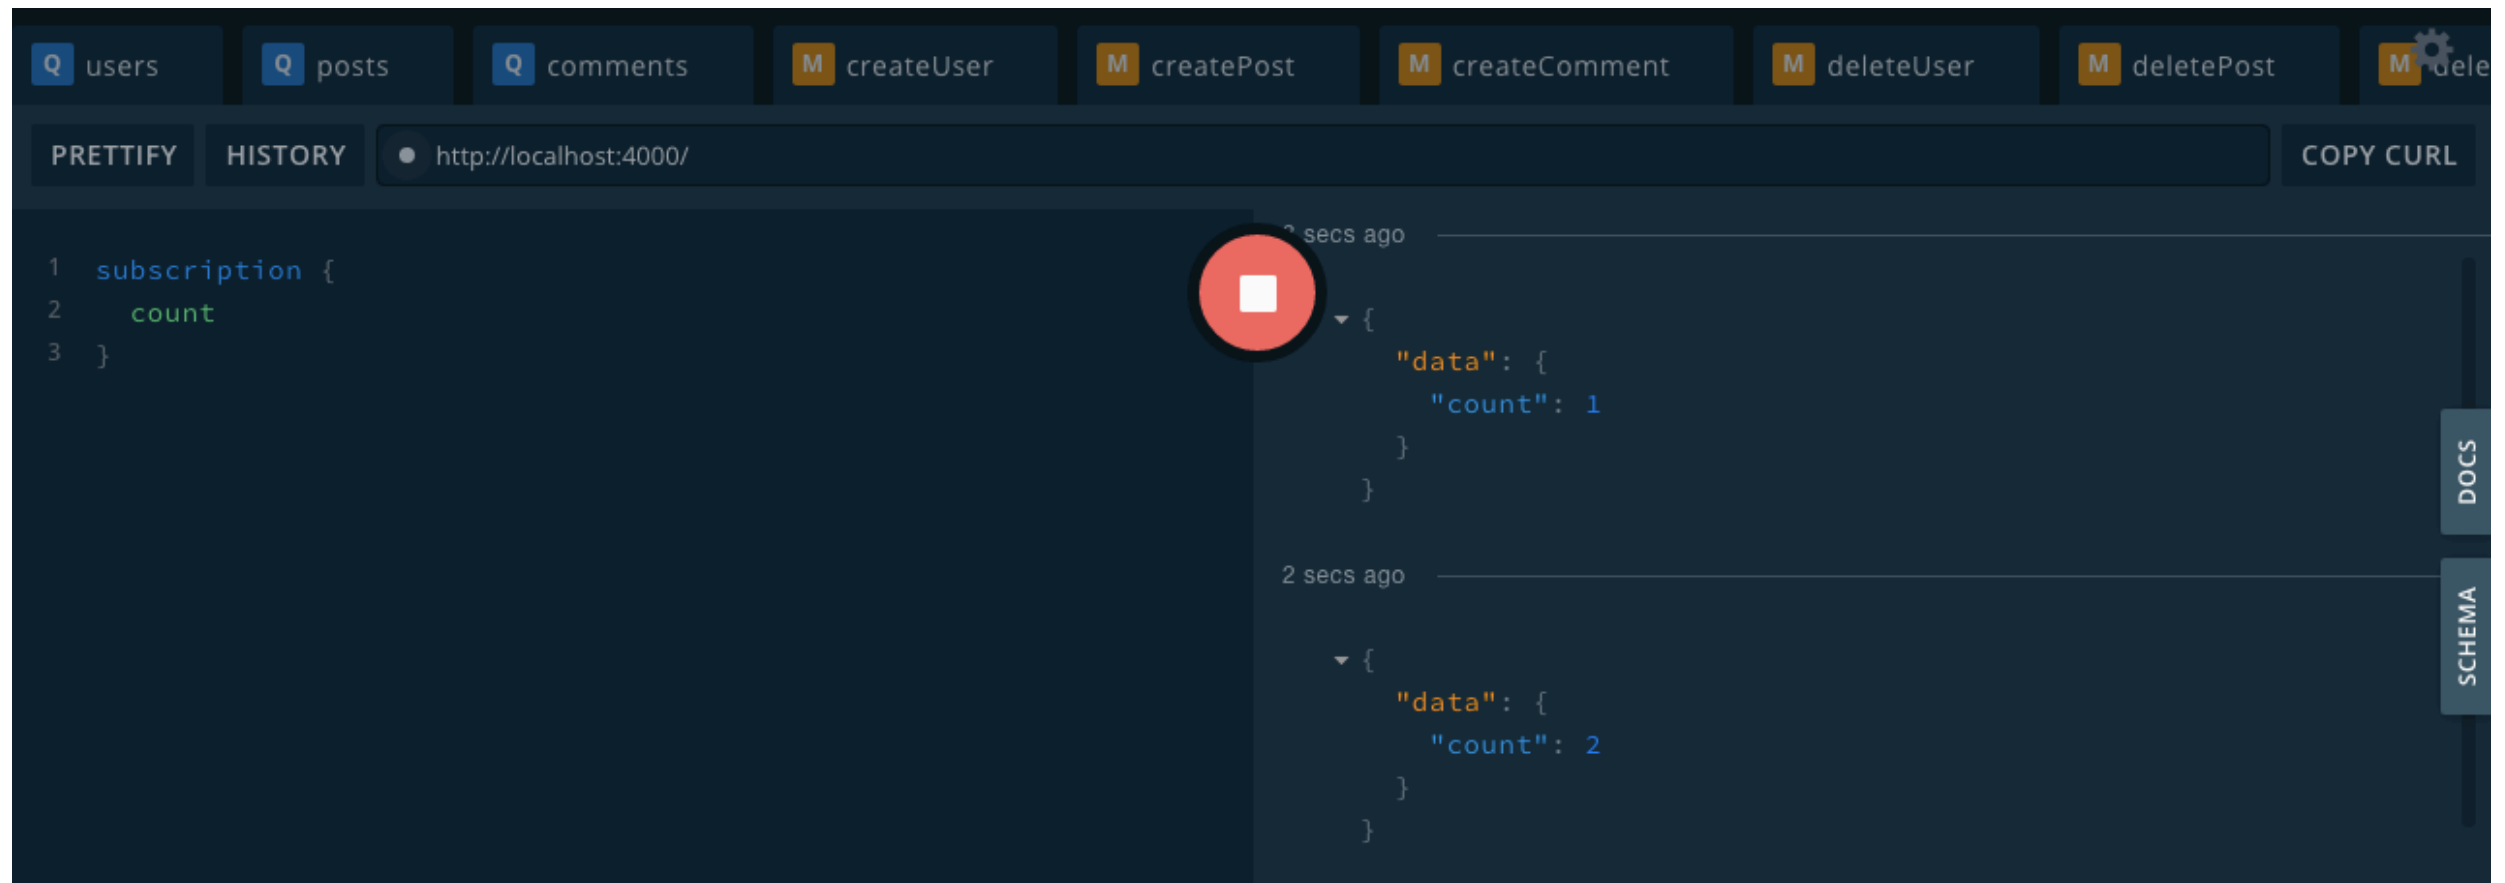 Q users Q posts Q comments M createUser M createPost M createComment M deleteUser M deletePost M dele
PRETTIFY HISTORY http://localhost:4000/ COPY CURL
secs ago
1 subscription {
2 count
3 }
{
"data": {
"count": 1
}
}
2 secs ago
{
"data": {
"count": 2
}
}
DOCS
SCHEMA